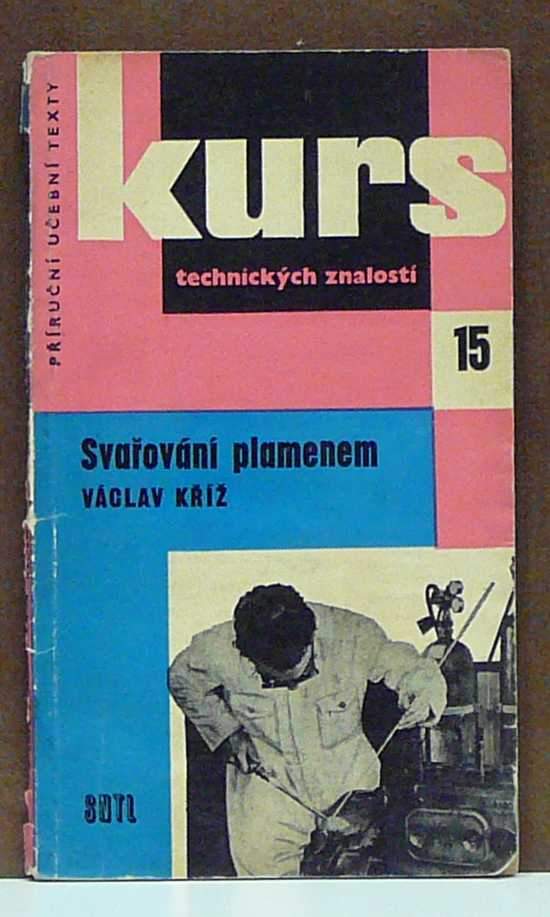 PŘÍRUČNÍ UČEBNÍ TEXTY
kurs
technických znalostí
15
Svařování plamenem
VÁCLAV KŘÍŽ
SNTL